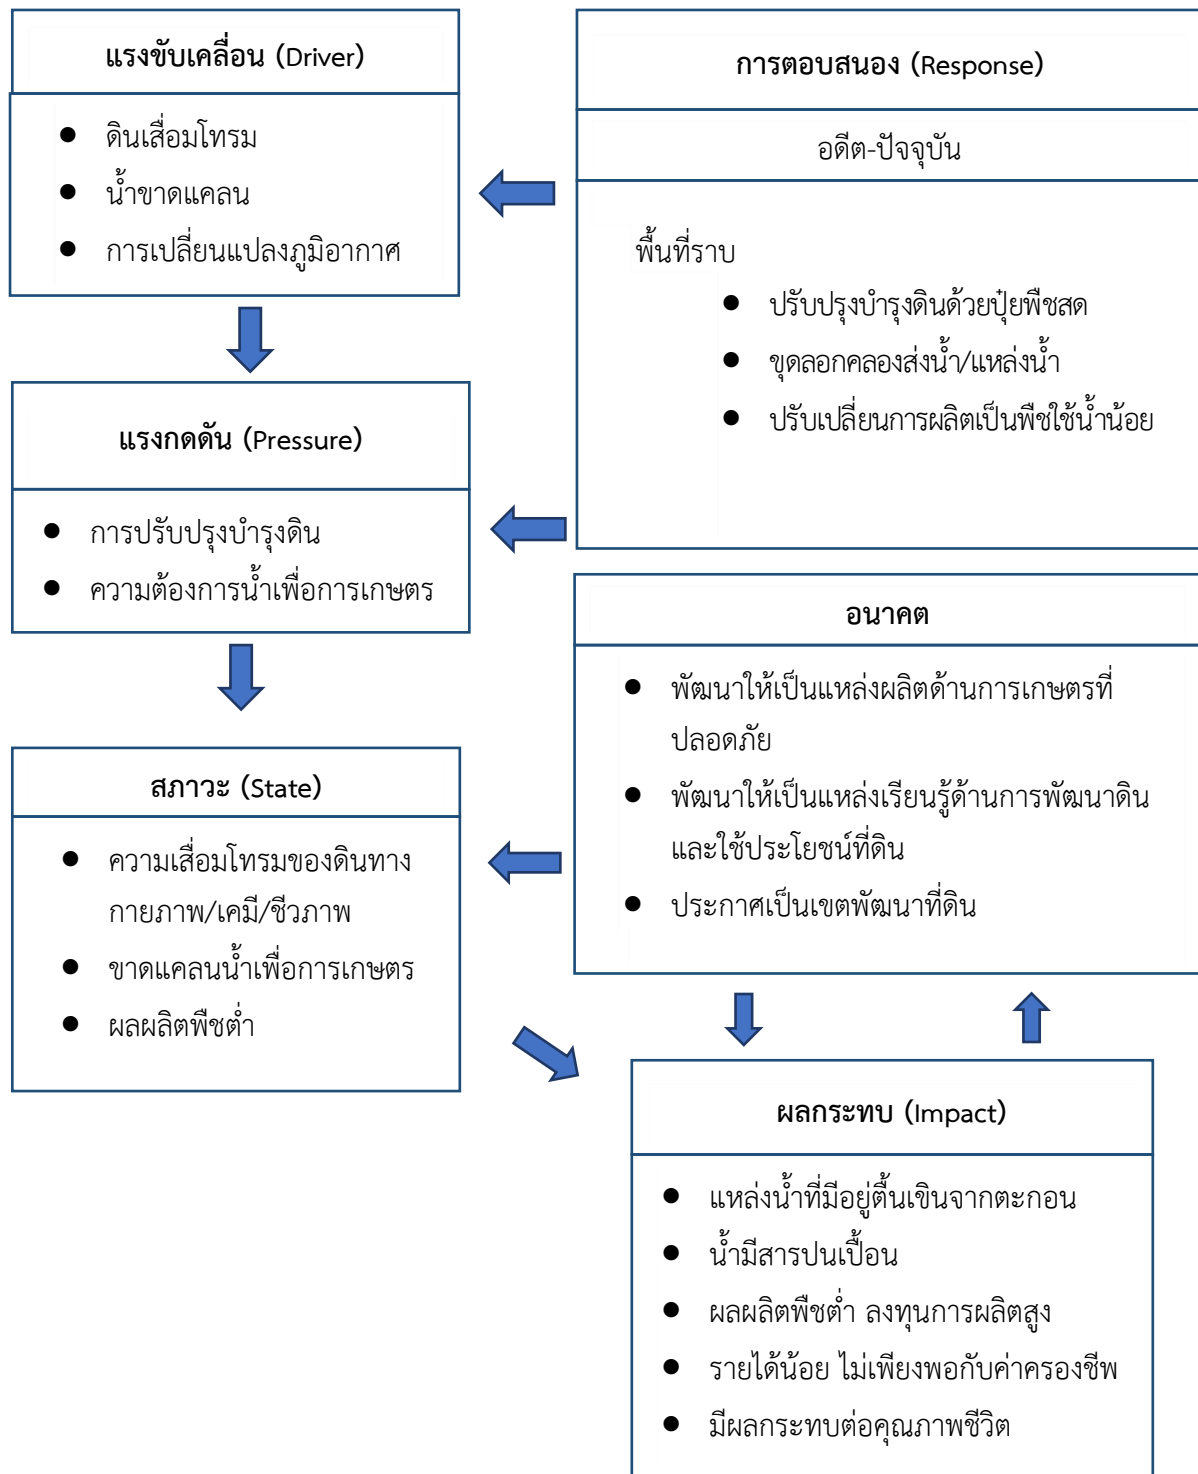 แรงขับเคลื่อน (Driver)
● ดินเสื่อมโทรม
● น้ำขาดแคลน
● การเปลี่ยนแปลงภูมิอากาศ
แรงกดดัน (Pressure)
● การปรับปรุงบำรุงดิน
● ความต้องการน้ำเพื่อการเกษตร
สภาวะ (State)
● ความเสื่อมโทรมของดินทาง
กายภาพ/เคมี/ชีวภาพ
● ขาดแคลนน้ำเพื่อการเกษตร
● ผลผลิตพืชต่ำ
การตอบสนอง (Response)
อดีต-ปัจจุบัน
พื้นที่ราบ
● ปรับปรุงบำรุงดินด้วยปุ๋ยพืชสด
● ขุดลอกคลองส่งน้ำ/แหล่งน้ำ
● ปรับเปลี่ยนการผลิตเป็นพืชใช้น้ำน้อย
อนาคต
● พัฒนาให้เป็นแหล่งผลิตด้านการเกษตรที่
ปลอดภัย
● พัฒนาให้เป็นแหล่งเรียนรู้ด้านการพัฒนาดิน
และใช้ประโยชน์ที่ดิน
● ประกาศเป็นเขตพัฒนาที่ดิน
ผลกระทบ (Impact)
● แหล่งน้ำที่มีอยู่ตื้นเขินจากตะกอน
● น้ำมีสารปนเปื้อน
● ผลผลิตพืชต่ำ ลงทุนการผลิตสูง
● รายได้น้อย ไม่เพียงพอกับค่าครองชีพ
● มีผลกระทบต่อคุณภาพชีวิต